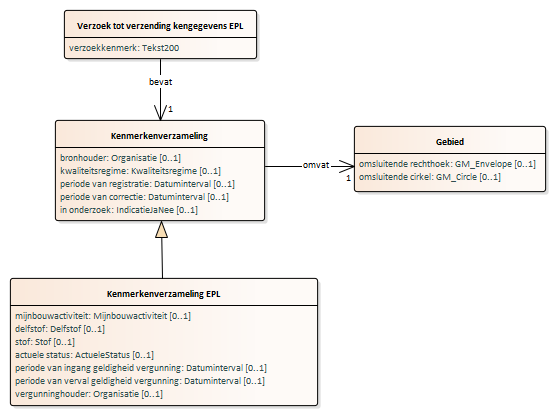 Verzoek tot verzending kengegevens EPL
verzoekkenmerk: Tekst200
bevat
1
Kenmerkenverzameling
bronhouder: Organisatie [0..1]
kwaliteitsregime: Kwaliteitsregime [0..1]
periode van registratie: Datuminterval [0..1]
periode van correctie: Datuminterval [0..1]
in onderzoek: IndicatieJaNee [0..1]
omvat
1
Gebied
omsluitende rechthoek: GM_Envelope [0..1]
omsluitende cirkel: GM_Circle [0..1]
Kenmerkenverzameling EPL
mijnbouwactiviteit: Mijnbouwactiviteit [0..1]
delfstof: Delfstof [0..1]
stof: Stof [0..1]
actuele status: ActueleStatus [0..1]
periode van ingang geldigheid vergunning: Datuminterval [0..1]
periode van verval geldigheid vergunning: Datuminterval [0..1]
vergunninghouder: Organisatie [0..1]